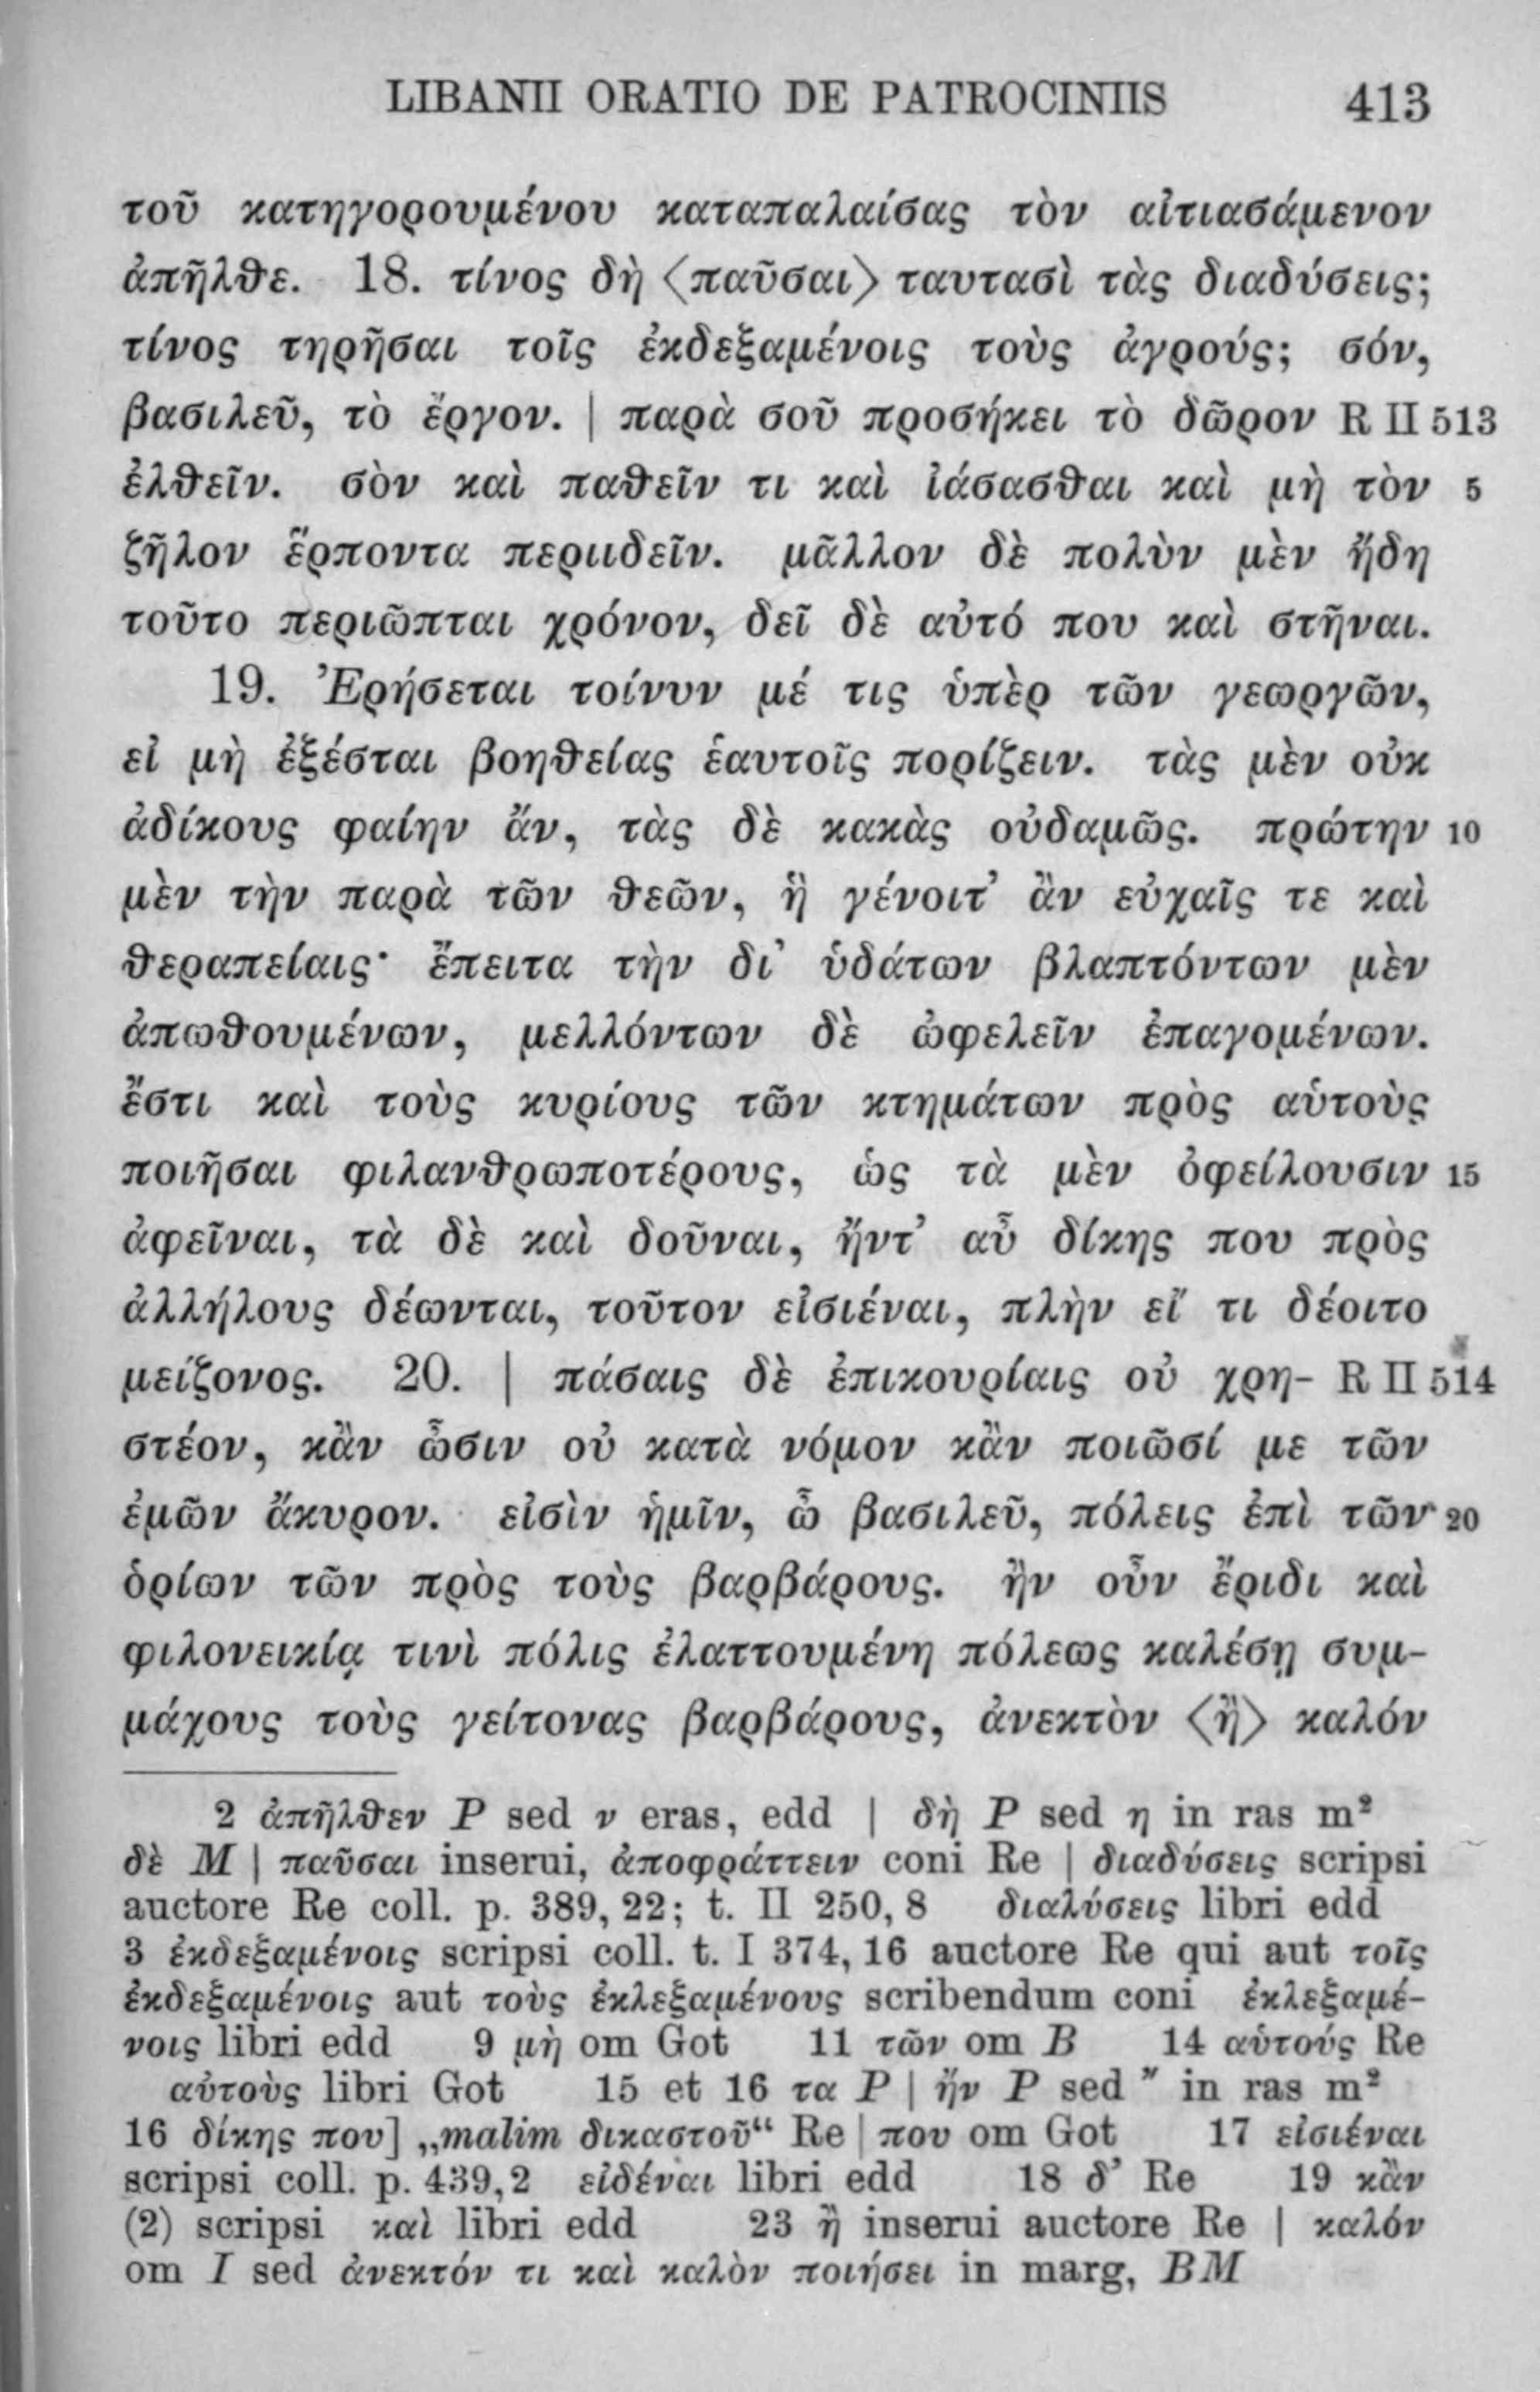 LIBANII ORATIO DE PATROCINIIS 413
τοῦ κατηγορουμένου καταπαλαίσας τὸν αἰτιασάμενον
ἀπῆλθε. 18. τίνος δὴ ⟨παῦσαι⟩ ταυτασὶ τὰς διαδύσεις;
τίνος τηρῆσαι τοῖς ἐκδεξαμένοις τοὺς ἀγρούς; σόν,
βασιλεῦ, τὸ ἔργον. | παρὰ σοῦ προσήκει τὸ δῶρον R II 513
ἐλθεῖν. σὸν καὶ παθεῖν τι καὶ ἰάσασθαι καὶ μὴ τὸν 5
ζῆλον ἕρποντα περιιδεῖν. μᾶλλον δὲ πολὺν μὲν ἤδη
τοῦτο περιῶπται χρόνον, δεῖ δὲ αὐτό που καὶ στῆναι.
19. Ἐρήσεται τοίνυν μέ τις ὑπὲρ τῶν γεωργῶν,
εἰ μὴ ἐξέσται βοηθείας ἑαυτοῖς πορίζειν. τὰς μὲν οὐκ
ἀδίκους φαίην ἄν, τὰς δὲ κακὰς οὐδαμῶς. πρώτην 10
μὲν τὴν παρὰ τῶν θεῶν, ἣ γένοιτ’ ἂν εὐχαῖς τε καὶ
θεραπείαις· ἔπειτα τὴν δι’ ὑδάτων βλαπτόντων μὲν
ἀπωθουμένων, μελλόντων δὲ ὠφελεῖν ἐπαγομένων.
ἔστι καὶ τοὺς κυρίους τῶν κτημάτων πρὸς αὑτοὺς
ποιῆσαι φιλανθρωποτέρους, ὡς τὰ μὲν ὀφείλουσιν 15
ἀφεῖναι, τὰ δὲ καὶ δοῦναι, ἤντ’ αὖ δίκης που πρὸς
ἀλλήλους δέωνται, τοῦτον εἰσιέναι, πλὴν εἴ τι δέοιτο
μείζονος. 20. | πάσαις δὲ ἐπικουρίαις οὐ χρη- R II 514
στέον, κἂν ὦσιν οὐ κατὰ νόμον κἂν ποιῶσί με τῶν
ἐμῶν ἄκυρον. εἰσὶν ἡμῖν, ὦ βασιλεῦ, πόλεις ἐπὶ τῶν 20
ὁρίων τῶν πρὸς τοὺς βαρβάρους. ἢν οὖν ἔριδι καὶ
φιλονεικίᾳ τινὶ πόλις ἐλαττουμένη πόλεως καλέσῃ συμ-
μάχους τοὺς γείτονας βαρβάρους, ἀνεκτὸν ⟨ἢ⟩ καλόν
2 ἀπῆλθεν P sed ν eras, edd | δὴ P sed η in ras m²
δὲ M | παῦσαι inserui, ἀποφράττειν coni Re | διαδύσεις scripsi
auctore Re coll. p. 389, 22; t. II 250, 8 διαλύσεις libri edd
3 ἐκδεξαμένοις scripsi coll. t. I 374, 16 auctore Re qui aut τοῖς
ἐκδεξαμένοις aut τοὺς ἐκλεξαμένους scribendum coni ἐκλεξαμέ-
νοις libri edd 9 μὴ om Got 11 τῶν om B 14 αὑτούς Re
αὐτοὺς libri Got 15 et 16 τα P | ἤν P sed ʺ in ras m²
16 δίκης που] „malim δικαστοῦ“ Re | που om Got 17 εἰσιέναι
scripsi coll. p. 439,2 εἰδέναι libri edd 18 δ’ Re 19 κἂν
(2) scripsi καὶ libri edd 23 ἢ inserui auctore Re | καλόν
om I sed ἀνεκτόν τι καὶ καλὸν ποιήσει in marg, BM